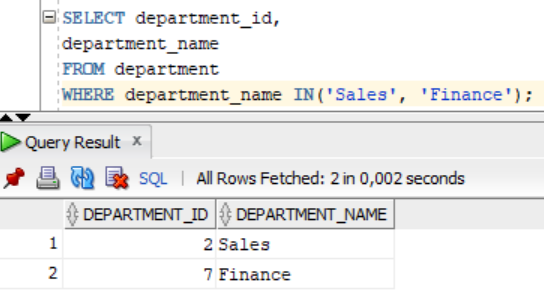 SELECT department_id,
department_name
FROM department
WHERE department_name IN('Sales', 'Finance');
Query Result x
SQL | All Rows Fetched: 2 in 0,002 seconds
DEPARTMENT_ID DEPARTMENT_NAME
1 2 Sales
2 7 Finance